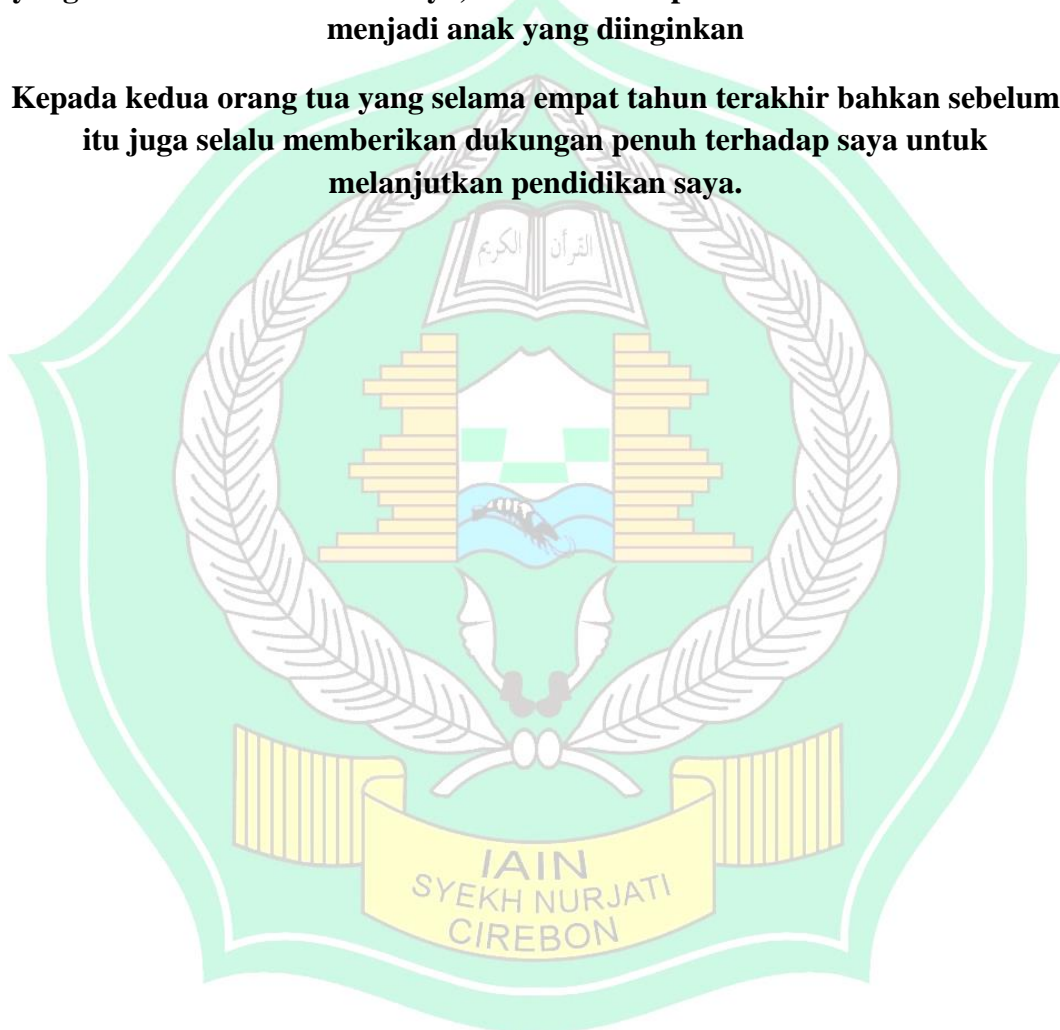 menjadi anak yang diinginkan
Kepada kedua orang tua yang selama empat tahun terakhir bahkan sebelum
itu juga selalu memberikan dukungan penuh terhadap saya untuk
melanjutkan pendidikan saya.
القرآن الكريم
IAIN
SYEKH NURJATI
CIREBON